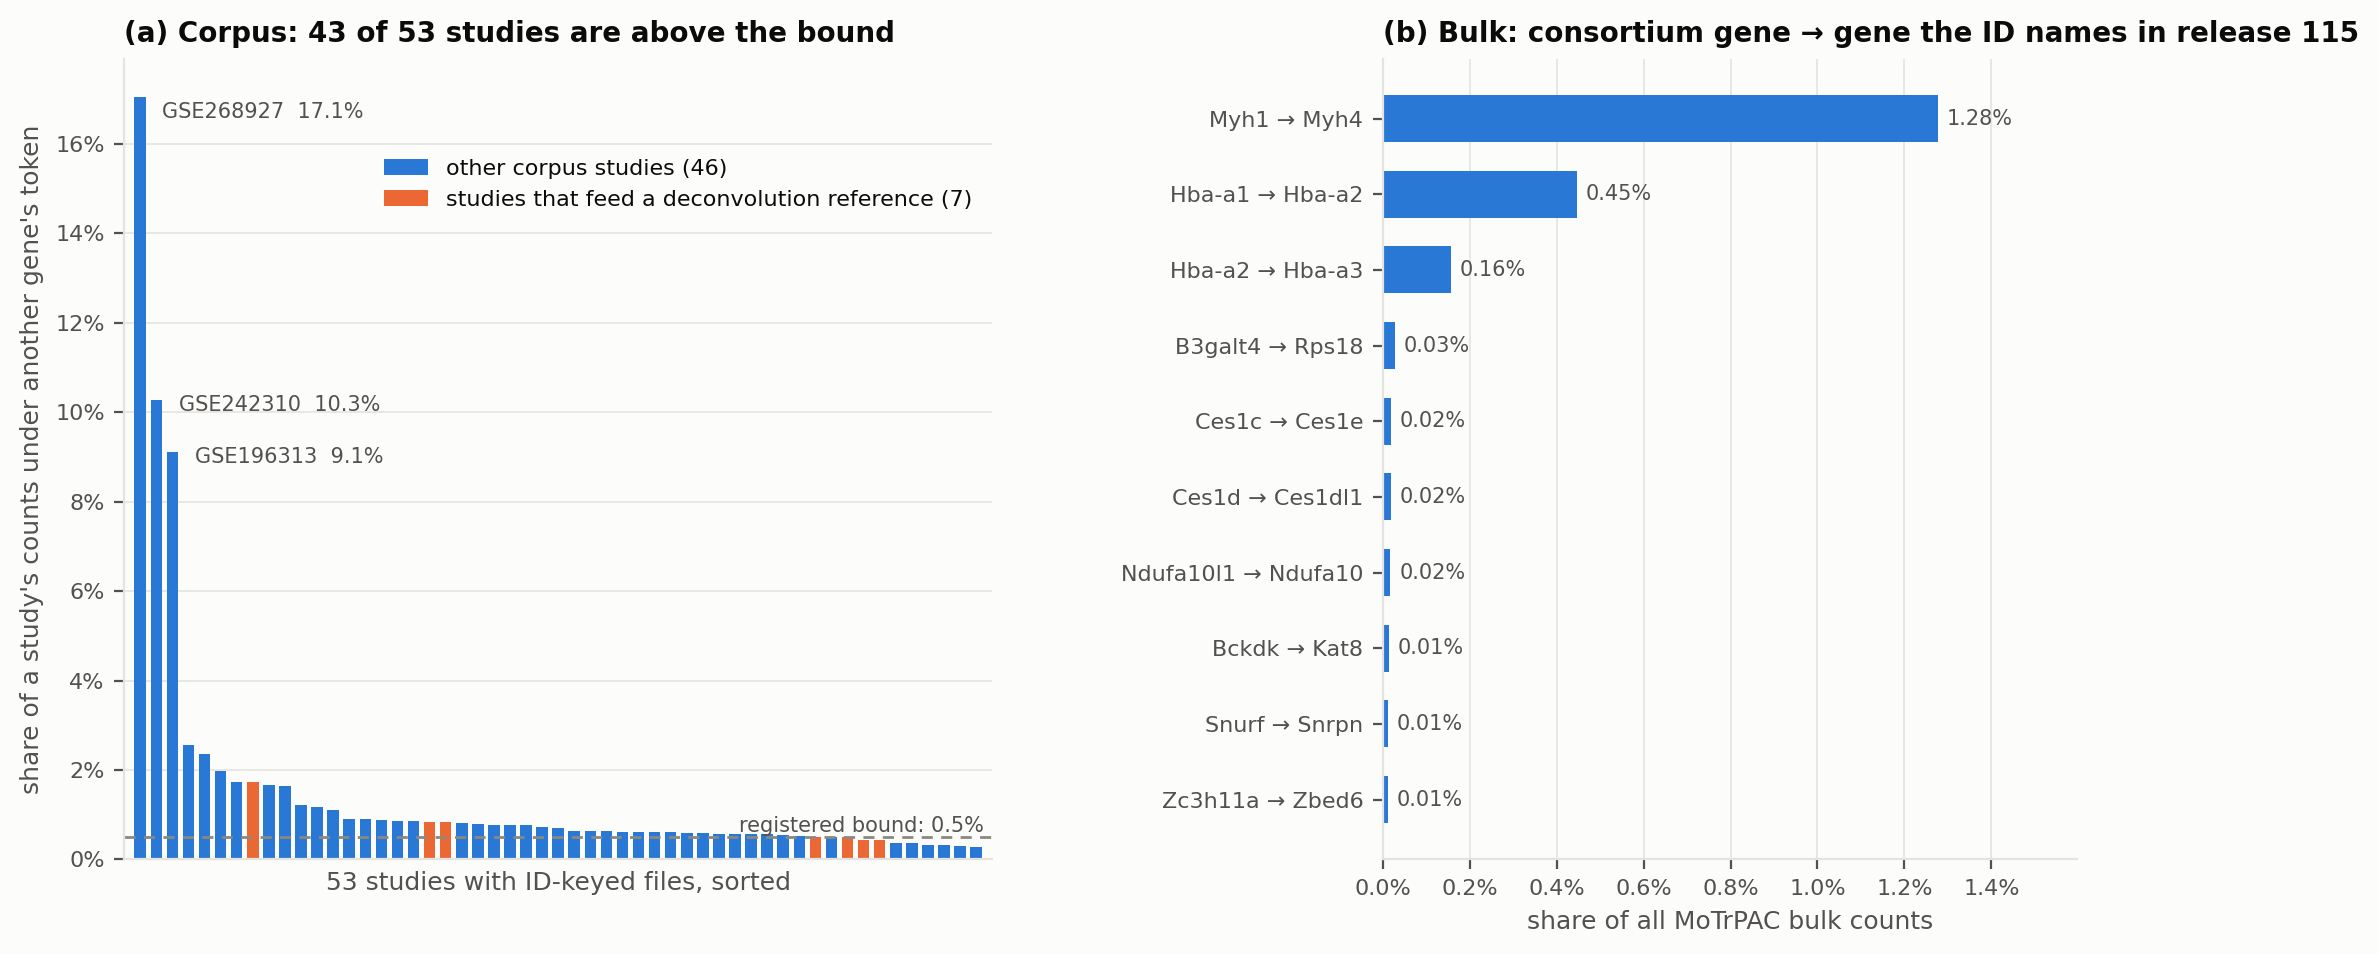 (a) Corpus: 43 of 53 studies are above the bound
share of a study's counts under another gene's token
16%
14%
12%
10%
8%
6%
4%
2%
0%
GSE268927 17.1%
other corpus studies (46)
studies that feed a deconvolution reference (7)
GSE242310 10.3%
GSE196313 9.1%
registered bound: 0.5%
53 studies with ID-keyed files, sorted
(b) Bulk: consortium gene → gene the ID names in release 115
Myh1 → Myh4 1.28%
Hba-a1 → Hba-a2 0.45%
Hba-a2 → Hba-a3 0.16%
B3galt4 → Rps18 0.03%
Ces1c → Ces1e 0.02%
Ces1d → Ces1dl1 0.02%
Ndufa10l1 → Ndufa10 0.02%
Bckdk → Kat8 0.01%
Snurf → Snrpn 0.01%
Zc3h11a → Zbed6 0.01%
0.0% 0.2% 0.4% 0.6% 0.8% 1.0% 1.2% 1.4%
share of all MoTrPAC bulk counts